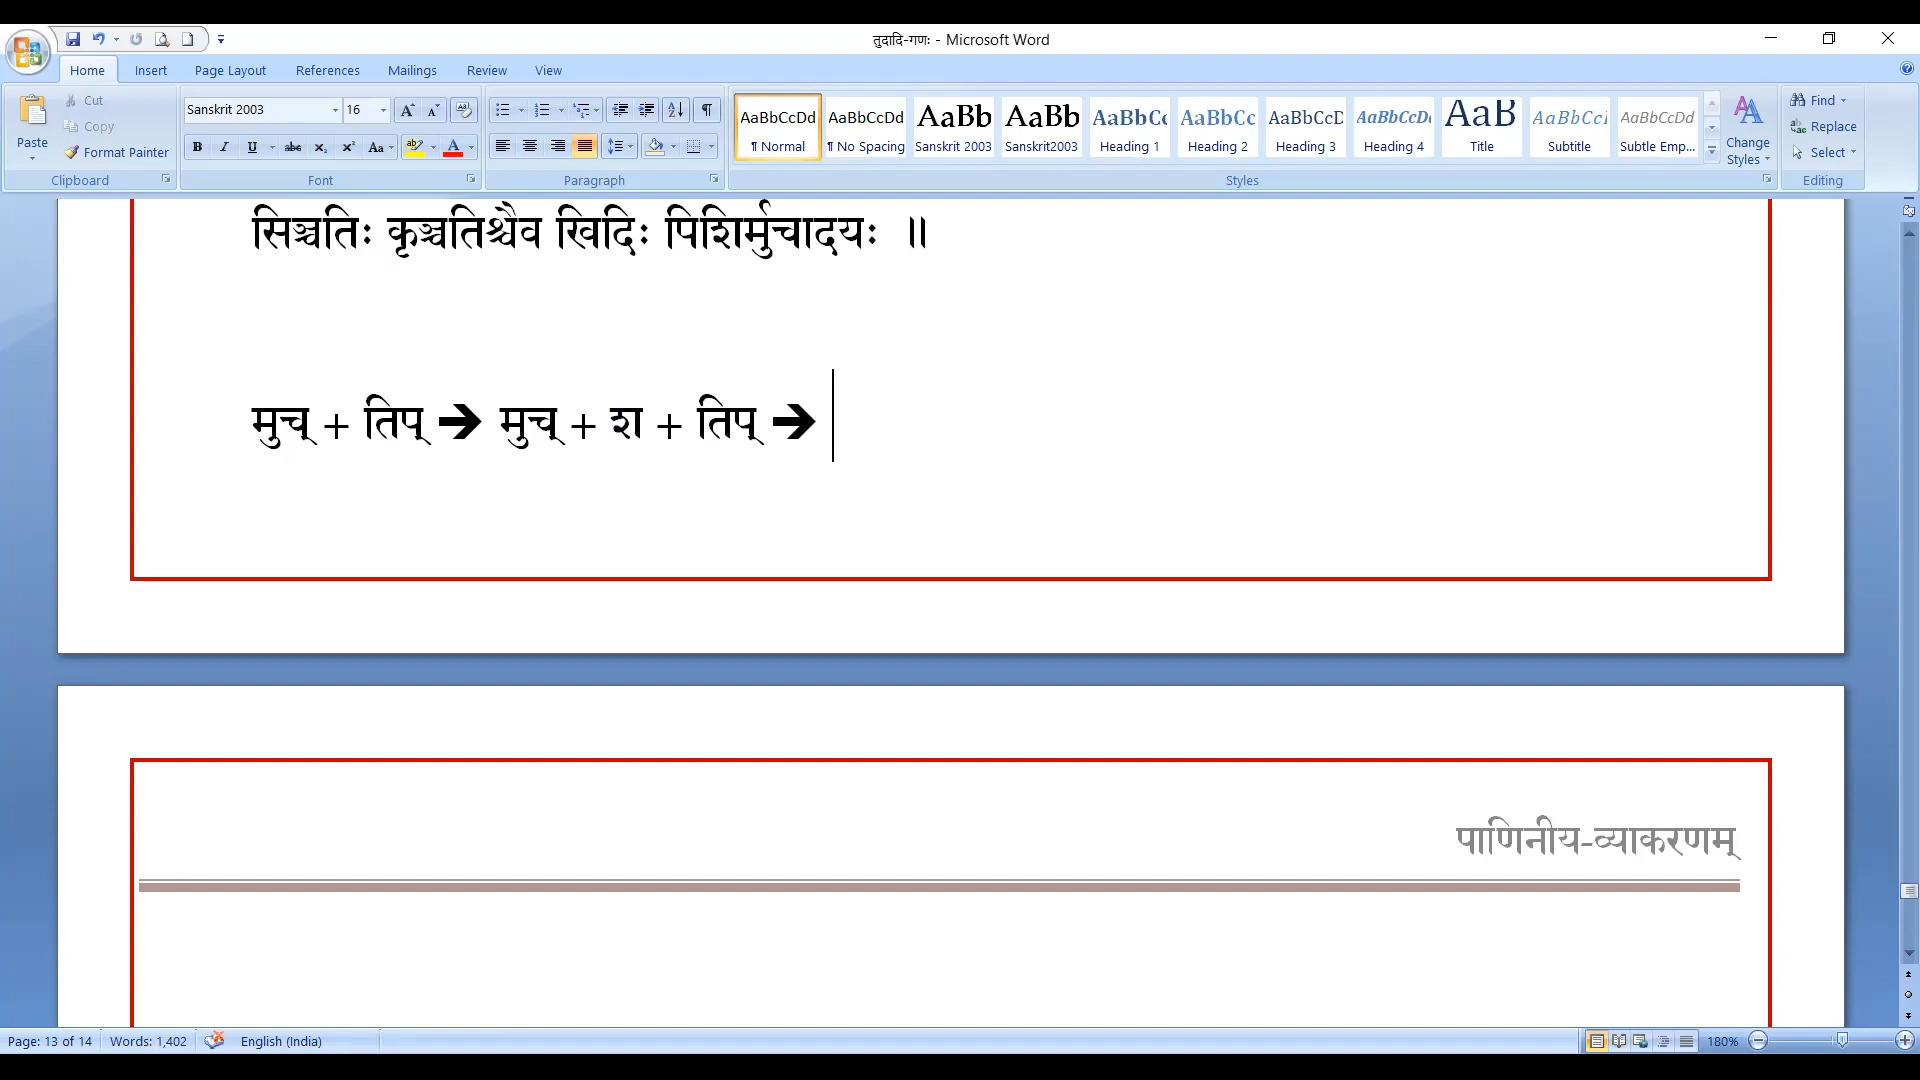 तुदादि-गणः - Microsoft Word
Home Insert Page Layout References Mailings Review View
Paste
Cut
Copy
Format Painter
Clipboard
Sanskrit 2003 16
Font
Paragraph
AaBbCcDd AaBbCcDd AaBb AaBb AaBbCc AaBbCc AaBbCcD AaBbCcDt AaB AaBbCcl AaBbCcDd
¶ Normal ¶ No Spacing Sanskrit 2003 Sanskrit2003 Heading 1 Heading 2 Heading 3 Heading 4 Title Subtitle Subtle Emp...
Change Styles
Styles
Find
Replace
Select
Editing
सिञ्चतिः कृञ्चतिश्चैव खिदिः पिशिर्मुचादयः ॥
मुच् + तिप् ➔ मुच् + श + तिप् ➔
पाणिनीय-व्याकरणम्
Page: 13 of 14 Words: 1,402 English (India) 180%